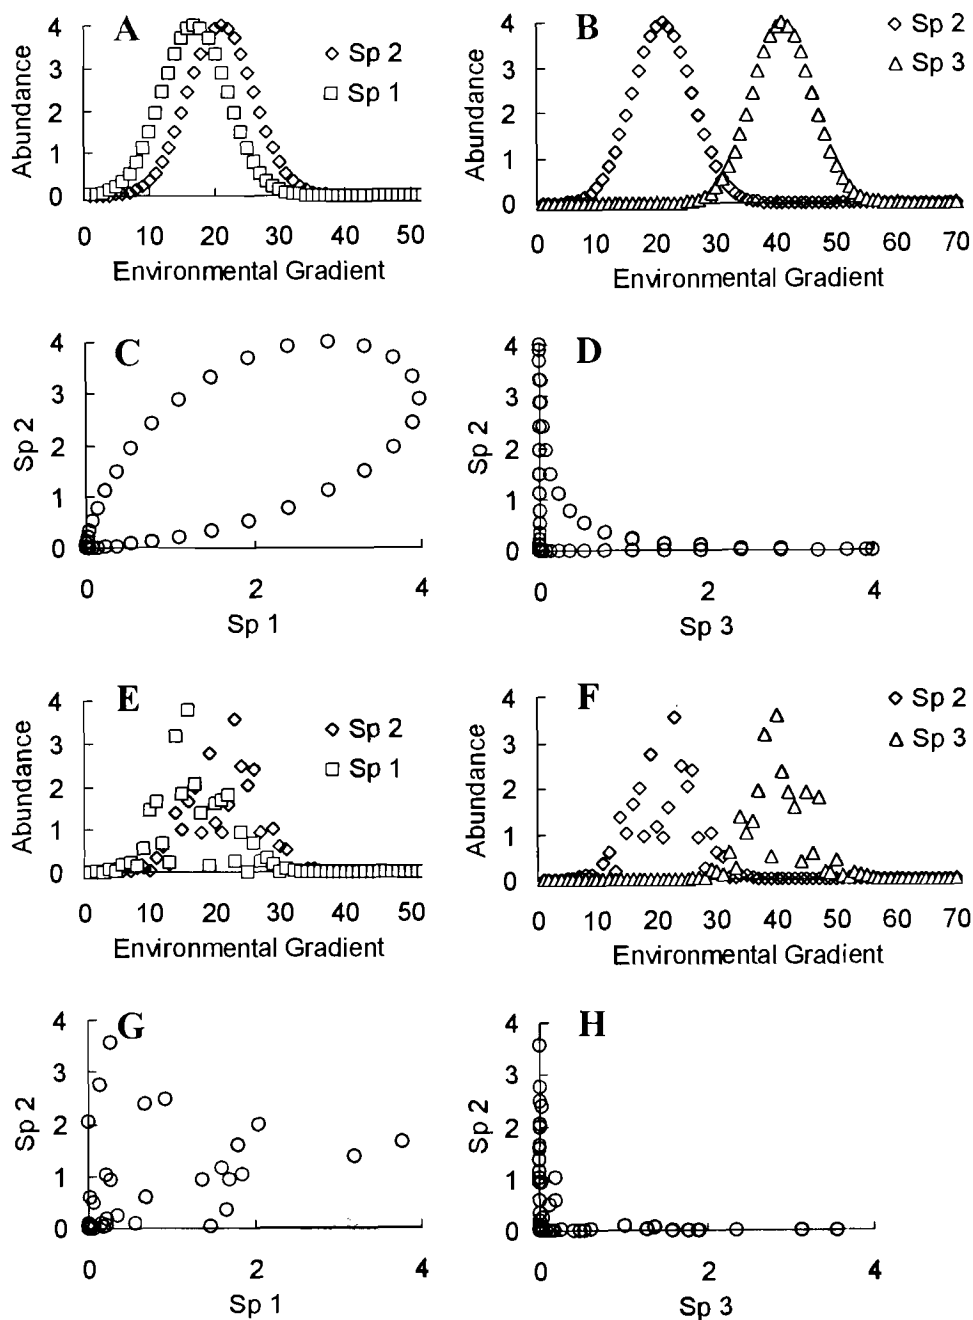 A
Abundance
4
3
2
1
0
◇ Sp 2
□ Sp 1
0 10 20 30 40 50
Environmental Gradient
B
Abundance
4
3
2
1
0
◇ Sp 2
△ Sp 3
0 10 20 30 40 50 60 70
Environmental Gradient
C
Sp 2
4
3
2
1
0
0 2 4
Sp 1
D
Sp 2
4
3
2
1
0
0 2 4
Sp 3
E
Abundance
4
3
2
1
0
◇ Sp 2
□ Sp 1
0 10 20 30 40 50
Environmental Gradient
F
Abundance
4
3
2
1
0
◇ Sp 2
△ Sp 3
0 10 20 30 40 50 60 70
Environmental Gradient
G
Sp 2
4
3
2
1
0
0 2 4
Sp 1
H
Sp 2
4
3
2
1
0
0 2 4
Sp 3